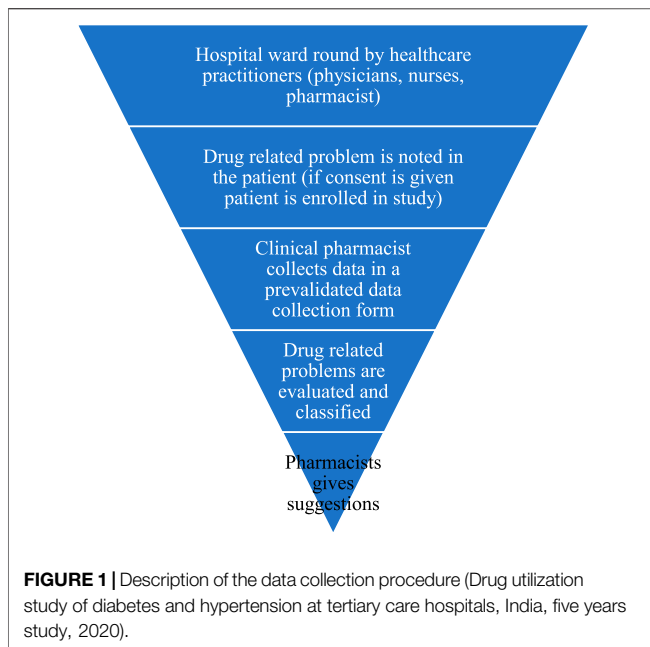 Hospital ward round by healthcare
practitioners (physicians, nurses,
pharmacist)
Drug related problem is noted in
the patient (if consent is given
patient is enrolled in study)
Clinical pharmacist
collects data in a
prevalidated data
collection form
Drug related
problems are
evaluated and
classified
Pharmacists
gives
suggestions
FIGURE 1 | Description of the data collection procedure (Drug utilization
study of diabetes and hypertension at tertiary care hospitals, India, five years
study, 2020).